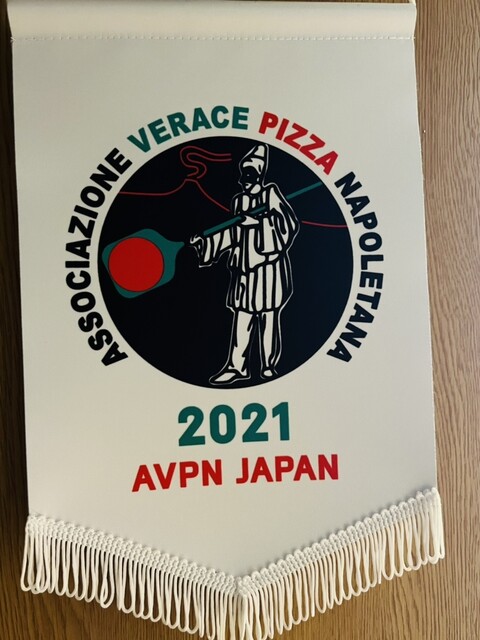 ASSOCIAZIONE VERACE PIZZA NAPOLETANA
2021
AVPN JAPAN